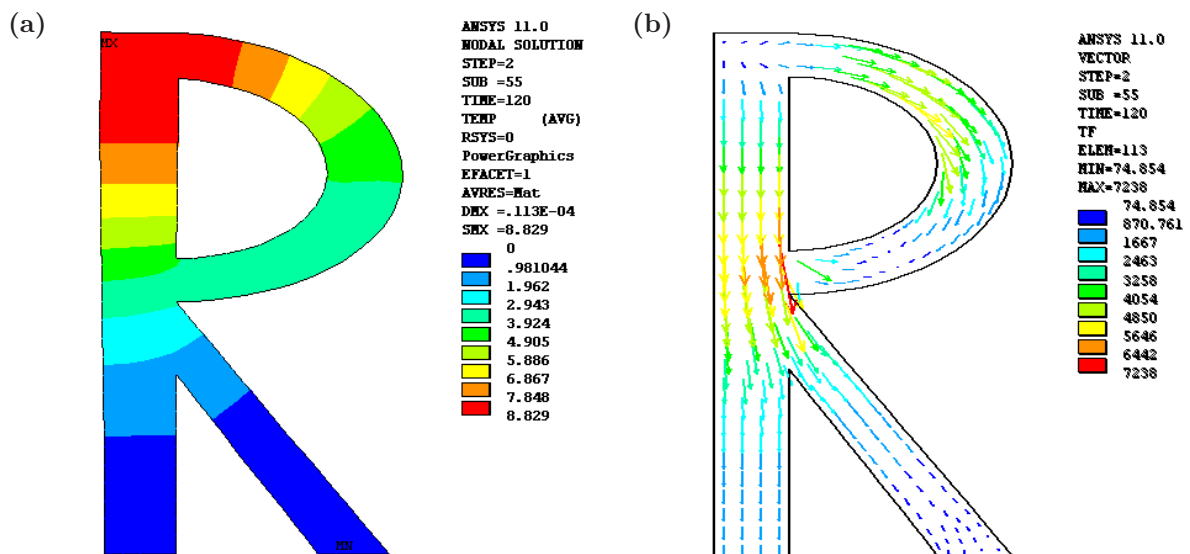 (a)
MX
MN
ANSYS 11.0
NODAL SOLUTION
STEP=2
SUB =55
TIME=120
TEMP (AVG)
RSYS=0
PowerGraphics
EFACET=1
AVRES=Mat
DMX =.113E-04
SMX =8.829
0
.981044
1.962
2.943
3.924
4.905
5.886
6.867
7.848
8.829
(b)
ANSYS 11.0
VECTOR
STEP=2
SUB =55
TIME=120
TF
ELEM=113
MIN=74.854
MAX=7238
74.854
870.761
1667
2463
3258
4054
4850
5646
6442
7238